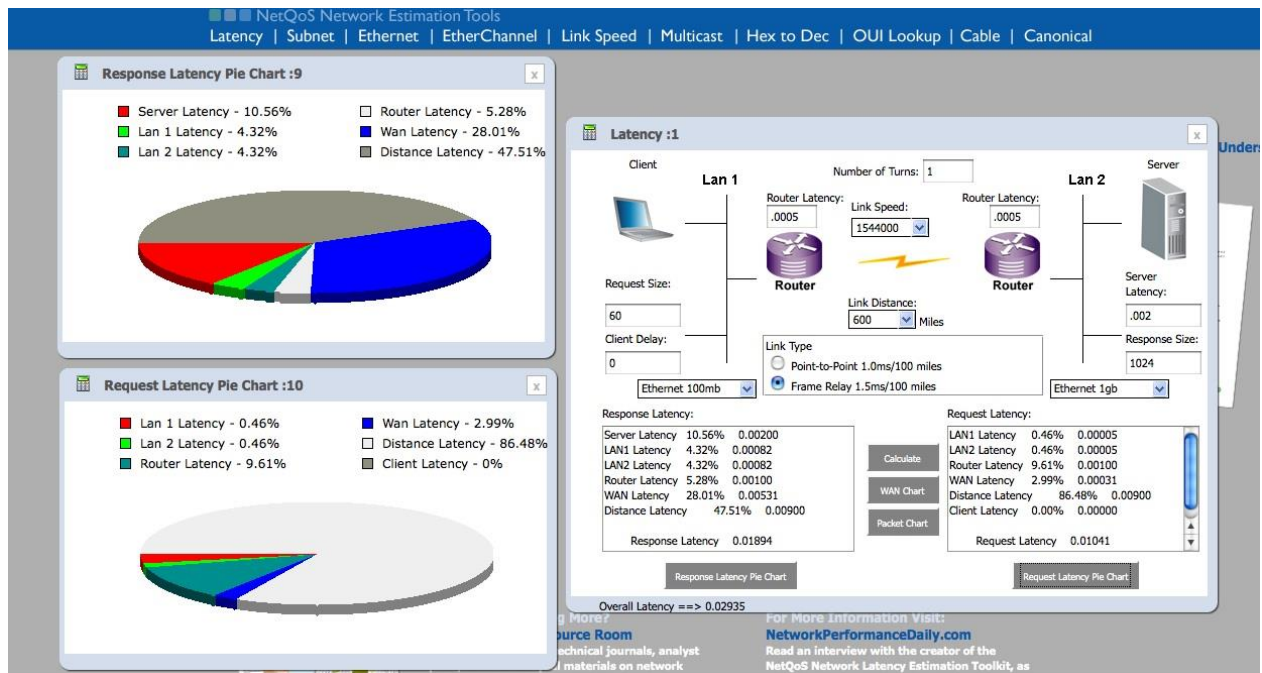 NetQoS Network Estimation Tools
Latency | Subnet | Ethernet | EtherChannel | Link Speed | Multicast | Hex to Dec | OUI Lookup | Cable | Canonical
Response Latency Pie Chart :9
x
Server Latency - 10.56%
Router Latency - 5.28%
Lan 1 Latency - 4.32%
Wan Latency - 28.01%
Lan 2 Latency - 4.32%
Distance Latency - 47.51%
Request Latency Pie Chart :10
x
Lan 1 Latency - 0.46%
Wan Latency - 2.99%
Lan 2 Latency - 0.46%
Distance Latency - 86.48%
Router Latency - 9.61%
Client Latency - 0%
Latency :1
x
Client
Lan 1
Number of Turns: 1
Lan 2
Server
Router Latency:
.0005
Link Speed:
1544000
Router Latency:
.0005
Router
Router
Request Size:
60
Link Distance:
600 Miles
Server
Latency:
.002
Client Delay:
0
Response Size:
1024
Link Type
Point-to-Point 1.0ms/100 miles
Frame Relay 1.5ms/100 miles
Ethernet 100mb
Ethernet 1gb
Response Latency:
Server Latency 10.56% 0.00200
LAN1 Latency 4.32% 0.00082
LAN2 Latency 4.32% 0.00082
Router Latency 5.28% 0.00100
WAN Latency 28.01% 0.00531
Distance Latency 47.51% 0.00900
Response Latency 0.01894
Calculate
WAN Chart
Packet Chart
Request Latency:
LAN1 Latency 0.46% 0.00005
LAN2 Latency 0.46% 0.00005
Router Latency 9.61% 0.00100
WAN Latency 2.99% 0.00031
Distance Latency 86.48% 0.00900
Client Latency 0.00% 0.00000
Request Latency 0.01041
Response Latency Pie Chart
Request Latency Pie Chart
Overall Latency ==> 0.02935
More?
Room
technical journals, analyst
materials on network
For More Information Visit:
NetworkPerformanceDaily.com
Read an interview with the creator of the
NetQoS Network Latency Estimation Toolkit, as